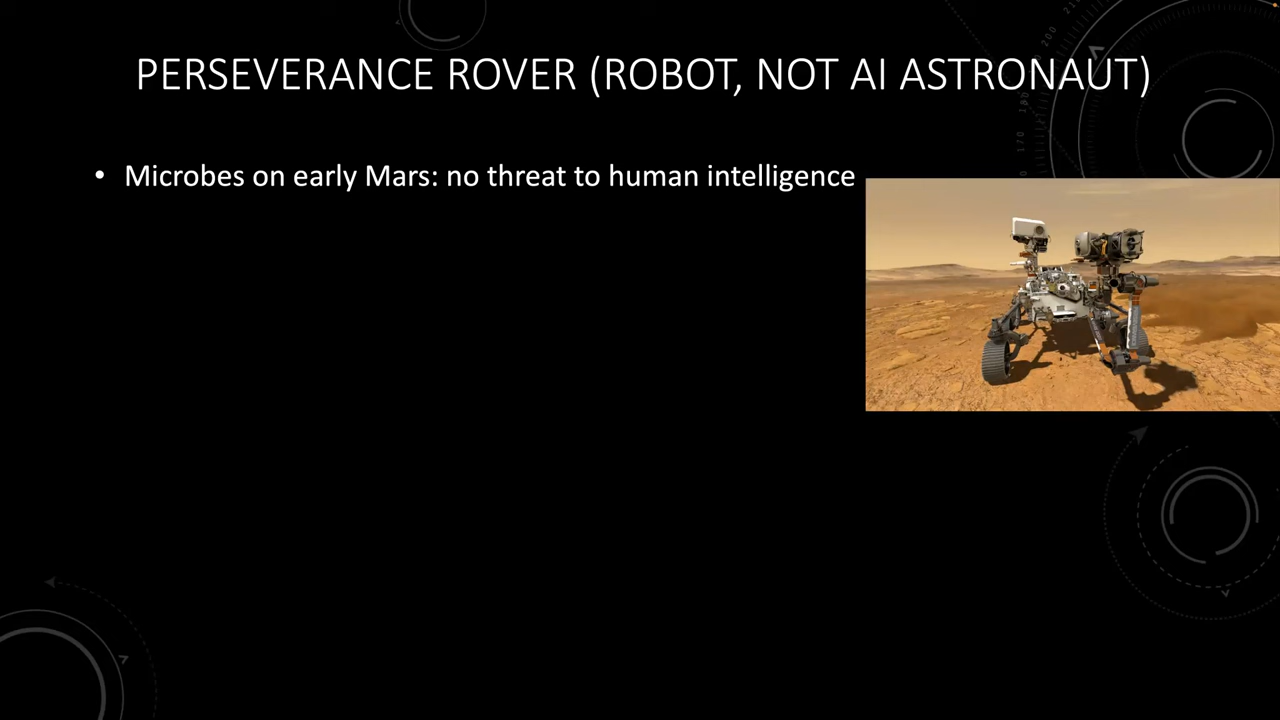 PERSEVERANCE ROVER (ROBOT, NOT AI ASTRONAUT)
• Microbes on early Mars: no threat to human intelligence